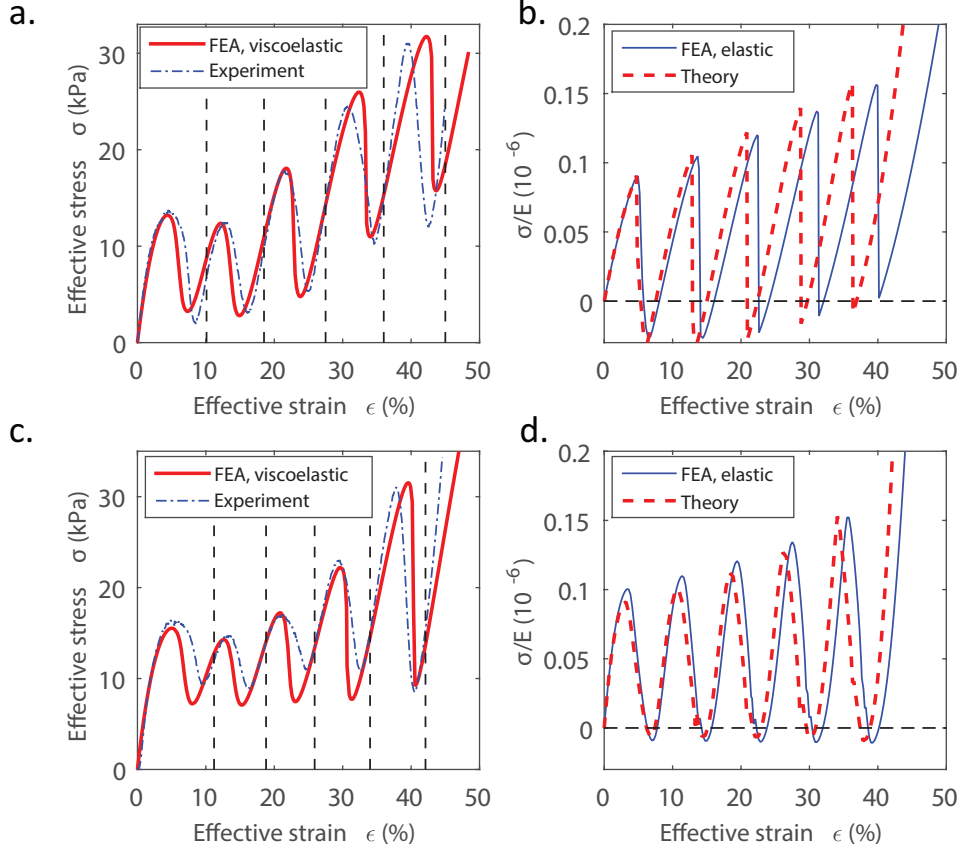 a.
FEA, viscoelastic
Experiment
Effective stress σ (kPa)
30
20
10
0
0 10 20 30 40 50
Effective strain ϵ (%)
b.
FEA, elastic
Theory
σ/E (10 -6)
0.2
0.15
0.1
0.05
0
0 10 20 30 40 50
Effective strain ϵ (%)
c.
FEA, viscoelastic
Experiment
Effective stress σ (kPa)
30
20
10
0
0 10 20 30 40 50
Effective strain ϵ (%)
d.
FEA, elastic
Theory
σ/E (10 -6)
0.2
0.15
0.1
0.05
0
0 10 20 30 40 50
Effective strain ϵ (%)